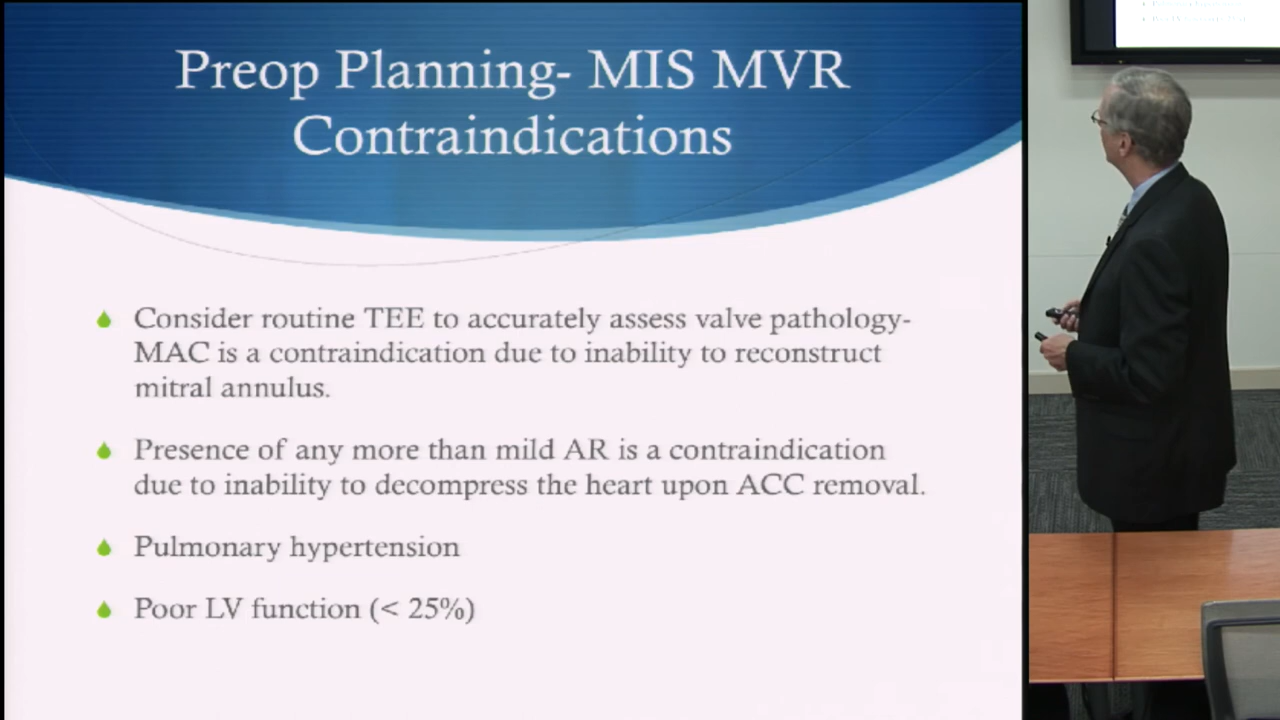 Preop Planning- MIS MVR
Contraindications
Consider routine TEE to accurately assess valve pathology-
MAC is a contraindication due to inability to reconstruct
mitral annulus.
Presence of any more than mild AR is a contraindication
due to inability to decompress the heart upon ACC removal.
Pulmonary hypertension
Poor LV function (< 25%)